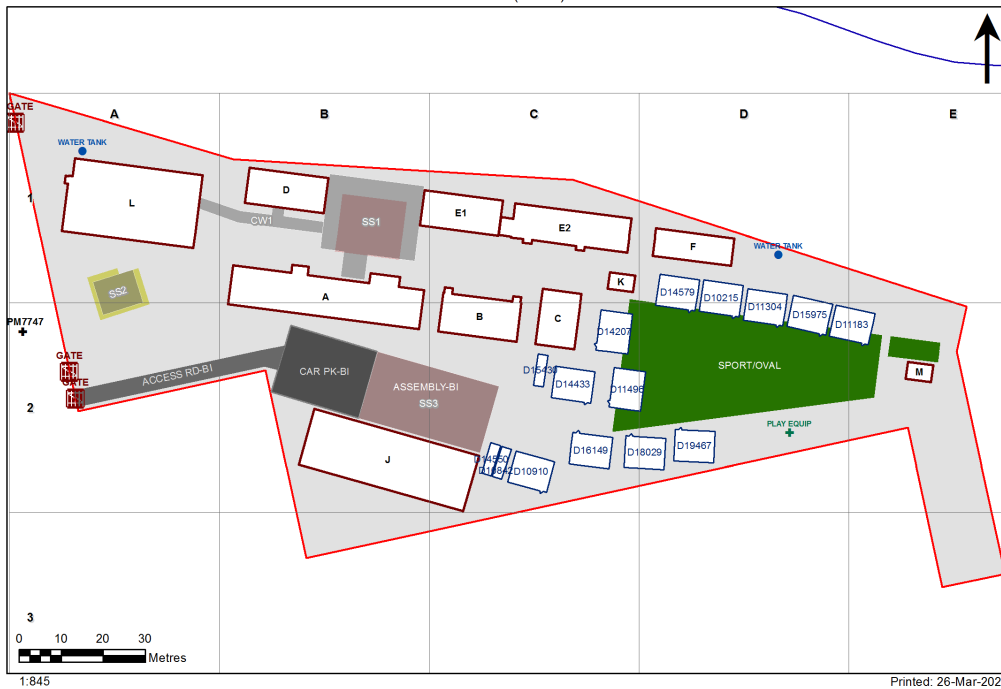 GATE
A
B
C
D
E
WATER TANK
1
L
D
CW1
SS1
E1
E2
F
WATER TANK
K
SS2
A
B
C
D14579
D10215
D11304
D15975
D11183
PM7747
D14207
GATE
GATE
ACCESS RD-BI
CAR PK-BI
ASSEMBLY-BI
SS3
D15430
D14433
D11496
SPORT/OVAL
M
2
PLAY EQUIP
J
D16149
D18029
D19467
D10910
3
0 10 20 30
Metres
1:845
Printed: 26-Mar-202